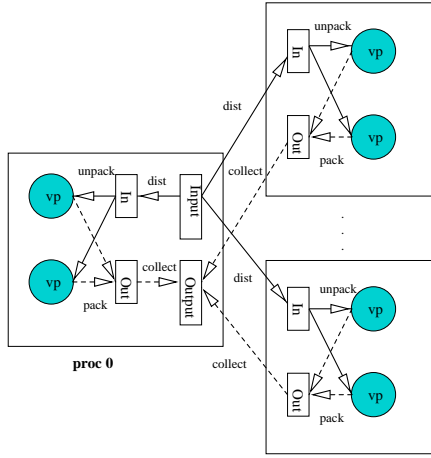 unpack
In
vp
dist
Out
vp
pack
collect
unpack
dist
vp
In
Input
.
.
.
dist
vp
Out
collect
Output
pack
unpack
In
vp
proc 0
collect
Out
vp
pack